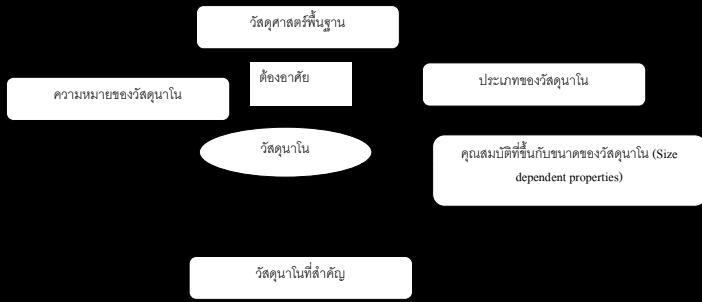 วัสดุศาสตร์พื้นฐาน
ต้องอาศัย
ประเภทของวัสดุนาโน
ความหมายของวัสดุนาโน
วัสดุนาโน
คุณสมบัติที่ขึ้นกับขนาดของวัสดุนาโน (Size
dependent properties)
วัสดุนาโนที่สำคัญ